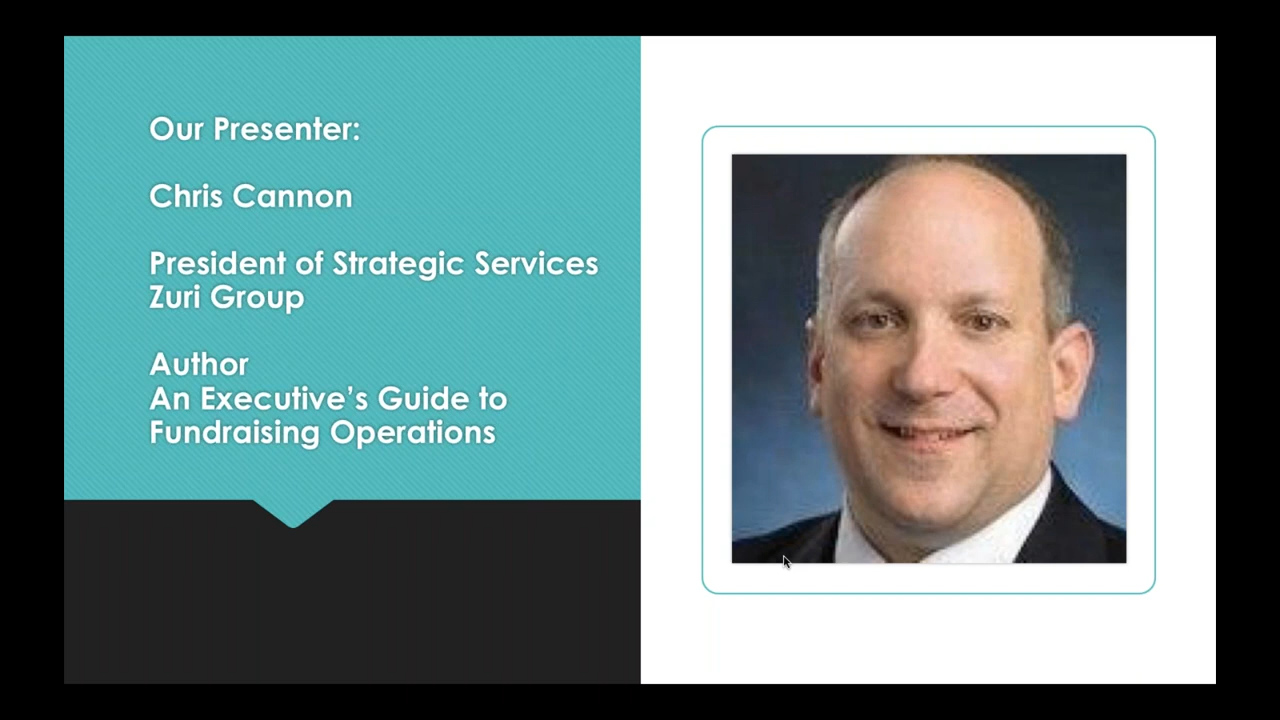 Our Presenter:
Chris Cannon
President of Strategic Services
Zuri Group
Author
An Executive’s Guide to
Fundraising Operations